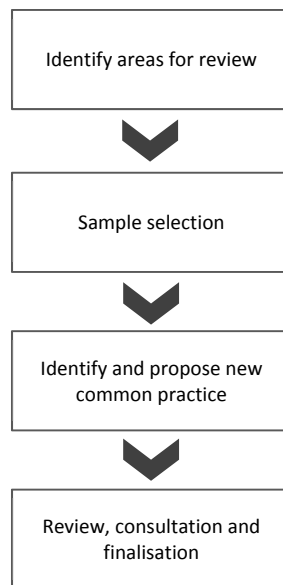 Identify areas for review
Sample selection
Identify and propose new
common practice
Review, consultation and
finalisation